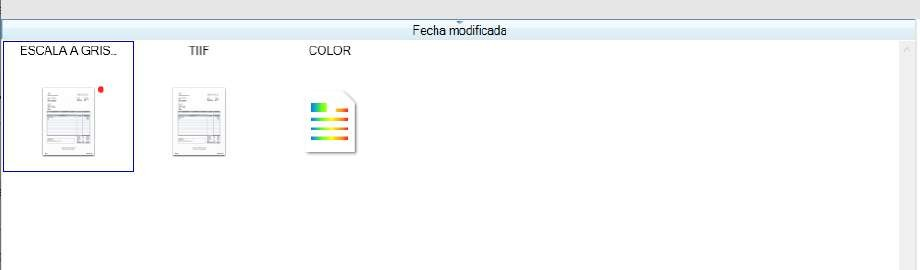 Fecha modificada
ESCALA A GRIS... TIIF COLOR